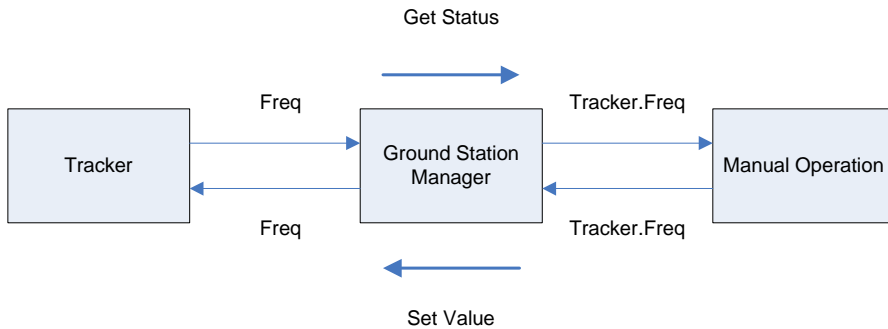 Get Status
Freq
Tracker.Freq
Tracker
Ground Station
Manager
Manual Operation
Freq
Tracker.Freq
Set Value